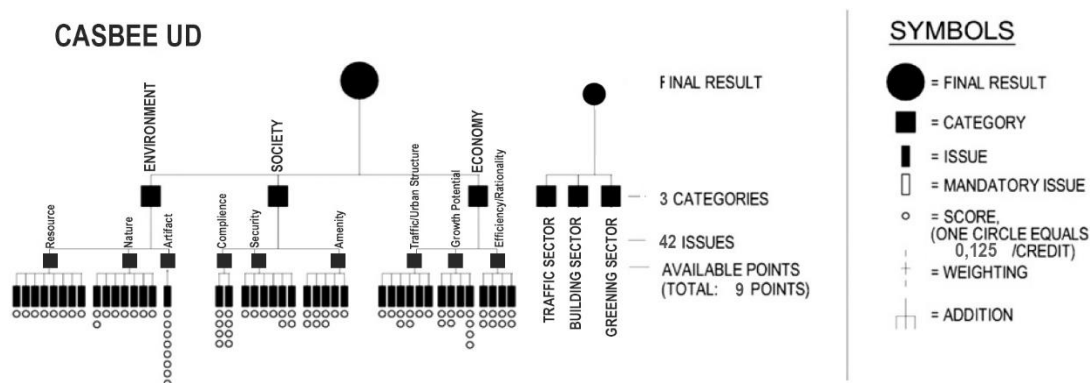 CASBEE UD
ENVIRONMENT
SOCIETY
ECONOMY
Resource
Nature
Artifact
Complience
Security
Amenity
Traffic/Urban Structure
Growth Potential
Efficiency/Rationality
FINAL RESULT
3 CATEGORIES
42 ISSUES
AVAILABLE POINTS
(TOTAL: 9 POINTS)
TRAFFIC SECTOR
BUILDING SECTOR
GREENING SECTOR
SYMBOLS
= FINAL RESULT
= CATEGORY
= ISSUE
= MANDATORY ISSUE
= SCORE,
(ONE CIRCLE EQUALS
0,125 /CREDIT)
= WEIGHTING
= ADDITION